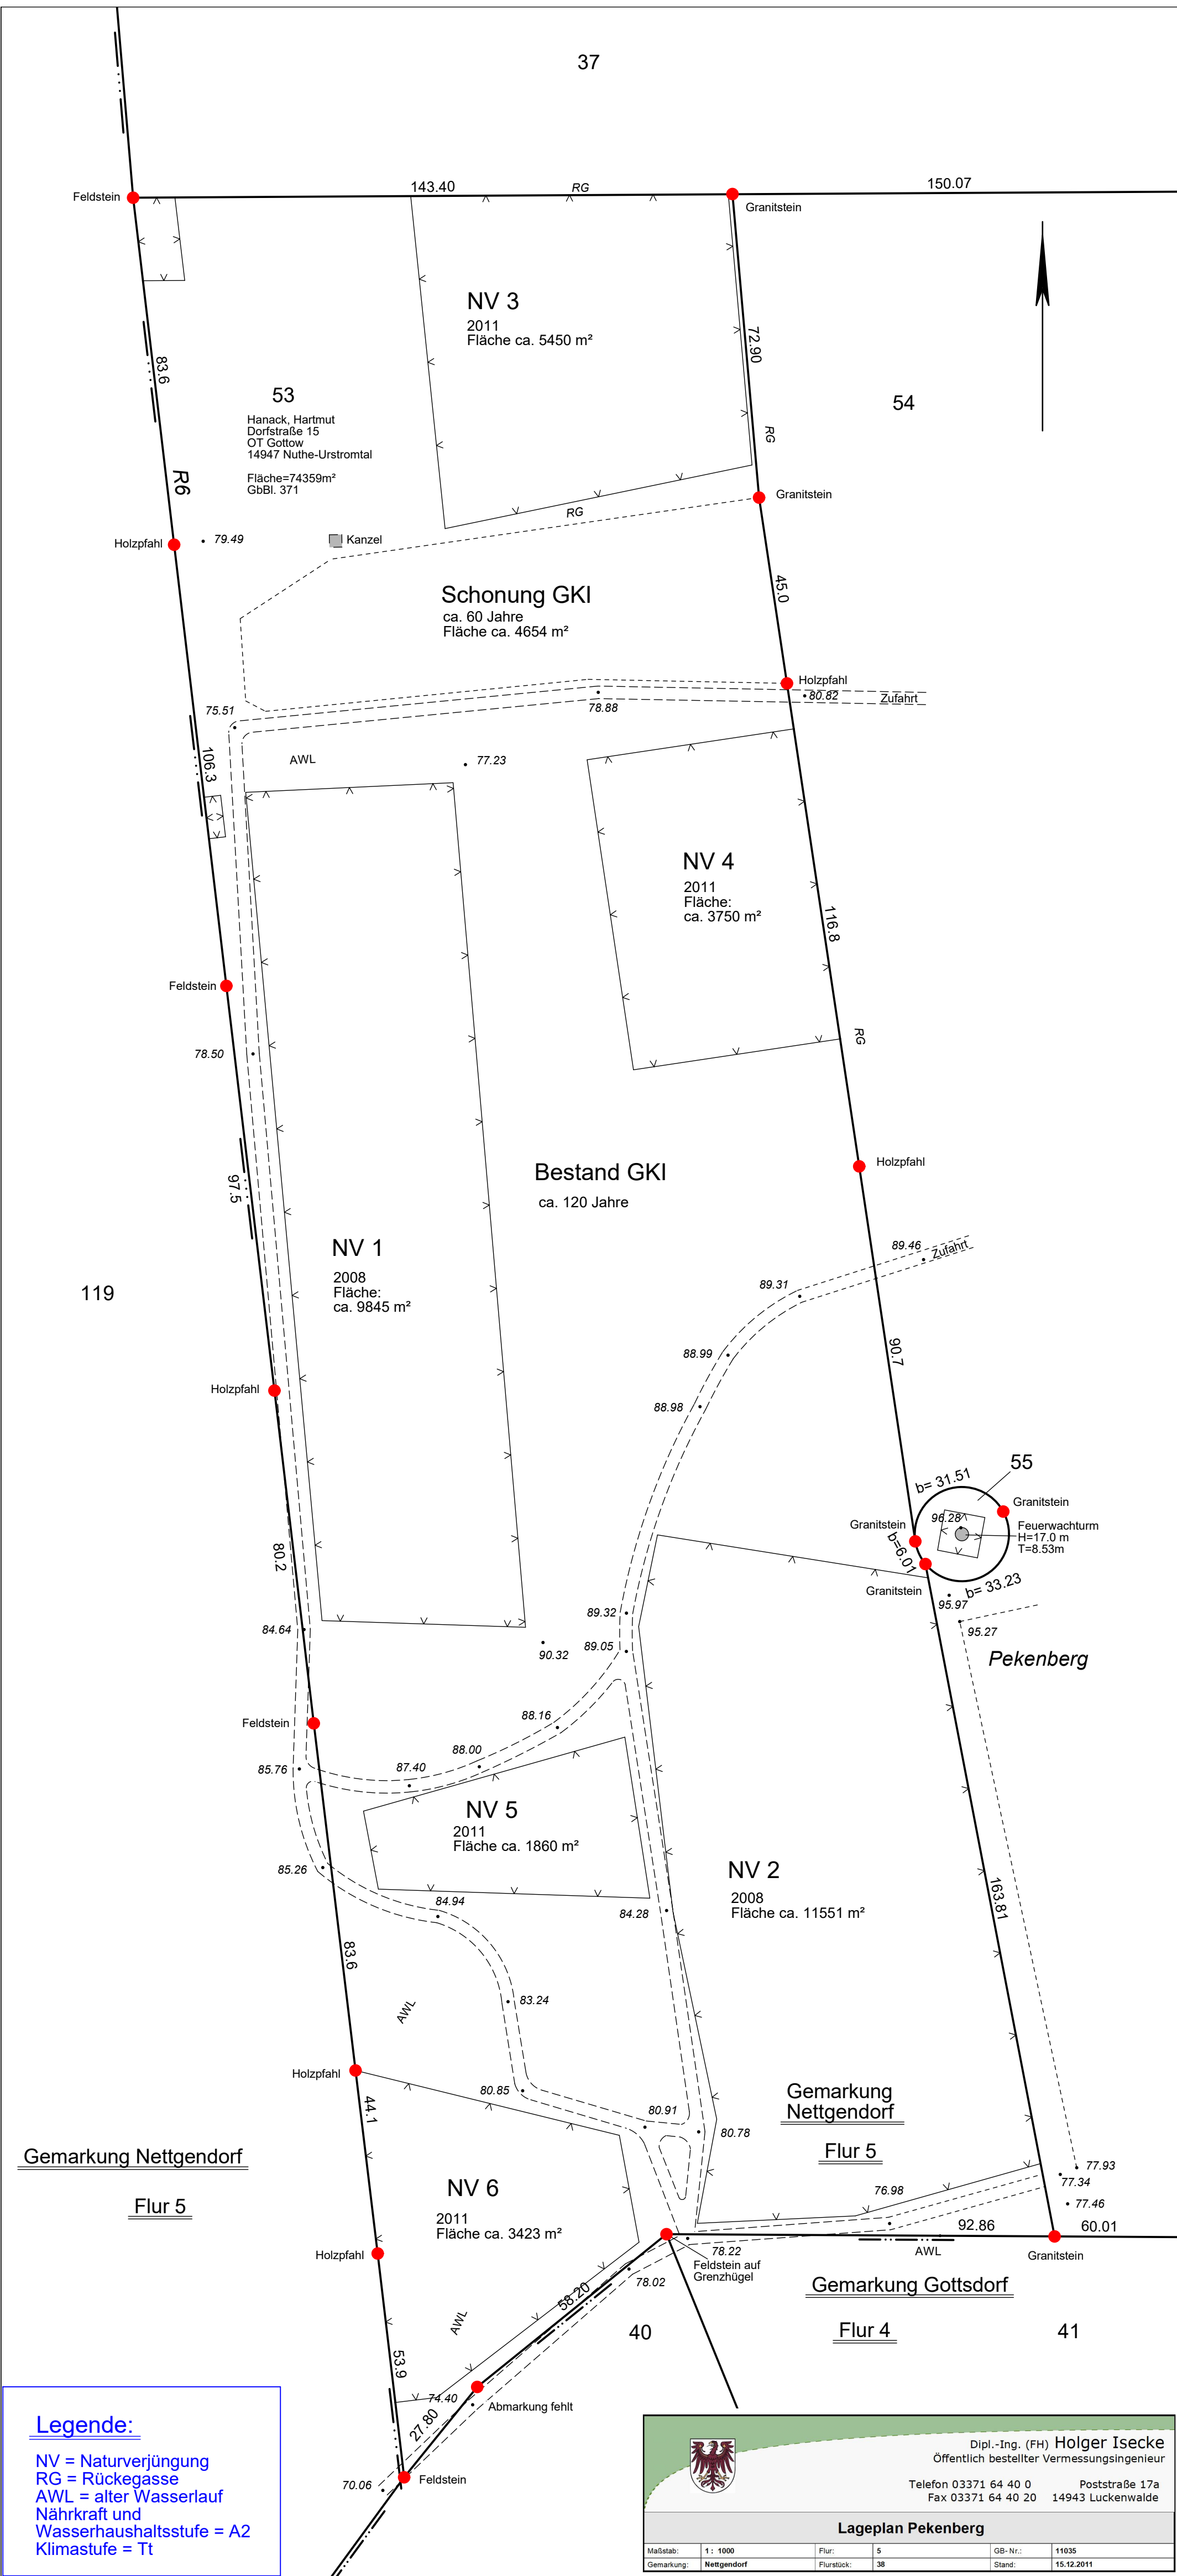 37
143.40
RG
150.07
Feldstein
Granitstein
NV 3
2011
Fläche ca. 5450 m²
72.90
83.6
53
Hanack, Hartmut
Dorfstraße 15
OT Gottow
14947 Nuthe-Urstromtal
Fläche=74359m²
GbBl. 371
54
RG
R6
Granitstein
RG
Holzpfahl
79.49
Kanzel
45.0
Schonung GKI
ca. 60 Jahre
Fläche ca. 4654 m²
Holzpfahl
80.82
Zufahrt
75.51
78.88
106.3
AWL
77.23
NV 4
2011
Fläche:
ca. 3750 m²
116.8
Feldstein
RG
78.50
Holzpfahl
Bestand GKI
ca. 120 Jahre
97.5
NV 1
2008
Fläche:
ca. 9845 m²
119
89.46
Zufahrt
89.31
88.99
90.7
Holzpfahl
88.98
55
b= 31.51
Granitstein
96.28
Feuerwachturm
H=17.0 m
T=8.53m
Granitstein
b=6.01
80.2
Granitstein
b= 33.23
95.97
89.32
84.64
95.27
89.05
90.32
Pekenberg
88.16
Feldstein
88.00
85.76
87.40
NV 5
2011
Fläche ca. 1860 m²
85.26
NV 2
2008
Fläche ca. 11551 m²
84.94
84.28
163.81
83.6
83.24
AWL
Holzpfahl
80.85
80.91
80.78
44.1
Gemarkung
Nettgendorf
Flur 5
Gemarkung Nettgendorf
Flur 5
77.93
77.34
76.98
77.46
NV 6
2011
Fläche ca. 3423 m²
92.86
60.01
Holzpfahl
78.22
AWL
Granitstein
Feldstein auf
Grenzhügel
78.02
Gemarkung Gottsdorf
Flur 4
58.20
AWL
40
41
53.9
74.40
Abmarkung fehlt
27.80
Feldstein
70.06
Legende:
NV = Naturverjüngung
RG = Rückegasse
AWL = alter Wasserlauf
Nährkraft und
Wasserhaushaltsstufe = A2
Klimastufe = Tt
Dipl.-Ing. (FH) Holger Isecke
Öffentlich bestellter Vermessungsingenieur
Telefon 03371 64 40 0 Poststraße 17a
Fax 03371 64 40 20 14943 Luckenwalde
Lageplan Pekenberg
Maßstab: 1 : 1000 Flur: 5 GB- Nr.: 11035
Gemarkung: Nettgendorf Flurstück: 38 Stand: 15.12.2011